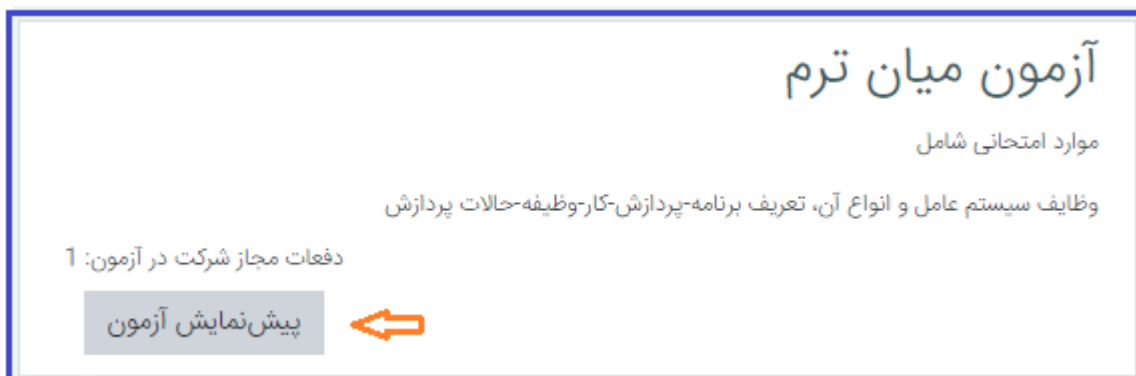 آزمون میان ترم
موارد امتحانی شامل
وظایف سیستم عامل و انواع آن، تعریف برنامه-پردازش-کار-وظیفه-حالات پردازش
دفعات مجاز شرکت در آزمون: 1
پیش‌نمایش آزمون